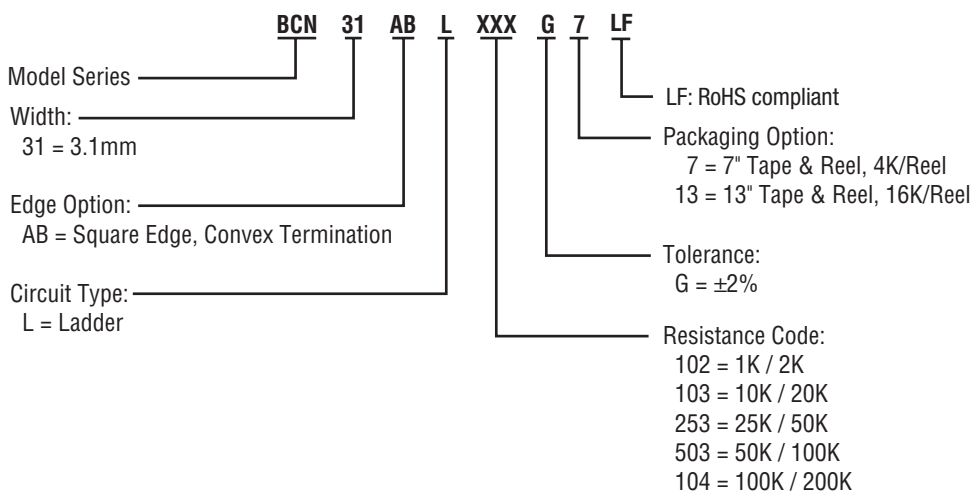 BCN 31 AB L XXX G 7 LF
Model Series
Width:
31 = 3.1mm
Edge Option:
AB = Square Edge, Convex Termination
Circuit Type:
L = Ladder
LF: RoHS compliant
Packaging Option:
7 = 7" Tape & Reel, 4K/Reel
13 = 13" Tape & Reel, 16K/Reel
Tolerance:
G = ±2%
Resistance Code:
102 = 1K / 2K
103 = 10K / 20K
253 = 25K / 50K
503 = 50K / 100K
104 = 100K / 200K